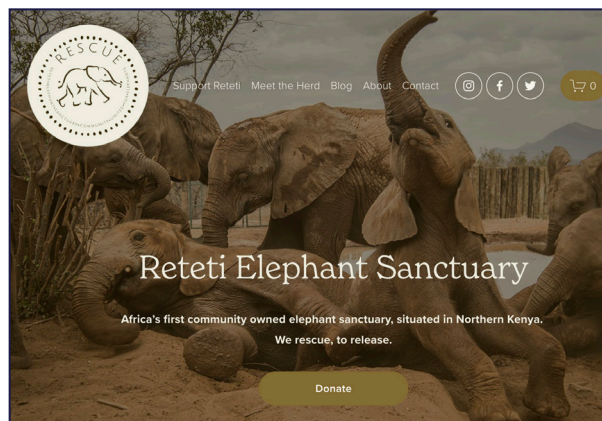 RESCUE
Support Reteti Meet the Herd Blog About Contact
0
Reteti Elephant Sanctuary
Africa's first community owned elephant sanctuary, situated in Northern Kenya.
We rescue, to release.
Donate